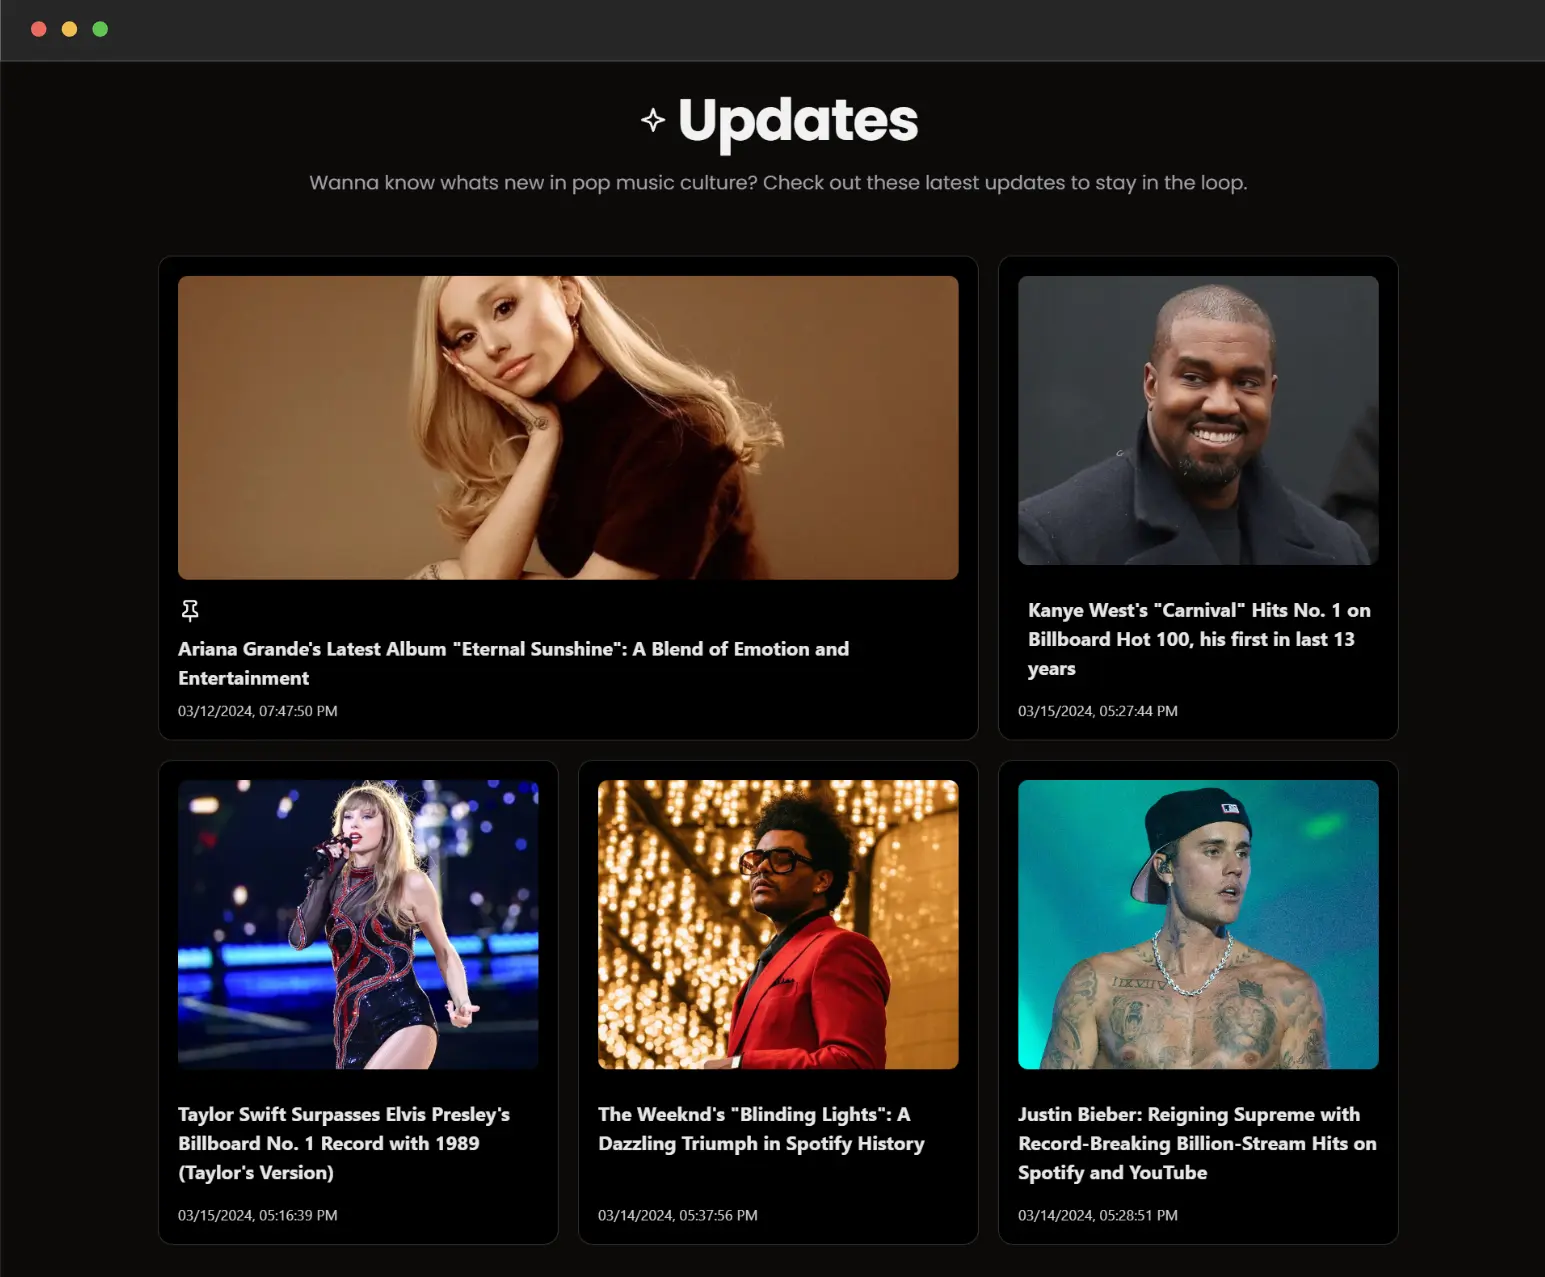 Updates
Wanna know whats new in pop music culture? Check out these latest updates to stay in the loop.
Ariana Grande's Latest Album "Eternal Sunshine": A Blend of Emotion and
Entertainment
03/12/2024, 07:47:50 PM
Kanye West's "Carnival" Hits No. 1 on
Billboard Hot 100, his first in last 13
years
03/15/2024, 05:27:44 PM
Taylor Swift Surpasses Elvis Presley's
Billboard No. 1 Record with 1989
(Taylor's Version)
03/15/2024, 05:16:39 PM
The Weeknd's "Blinding Lights": A
Dazzling Triumph in Spotify History
03/14/2024, 05:37:56 PM
Justin Bieber: Reigning Supreme with
Record-Breaking Billion-Stream Hits on
Spotify and YouTube
03/14/2024, 05:28:51 PM